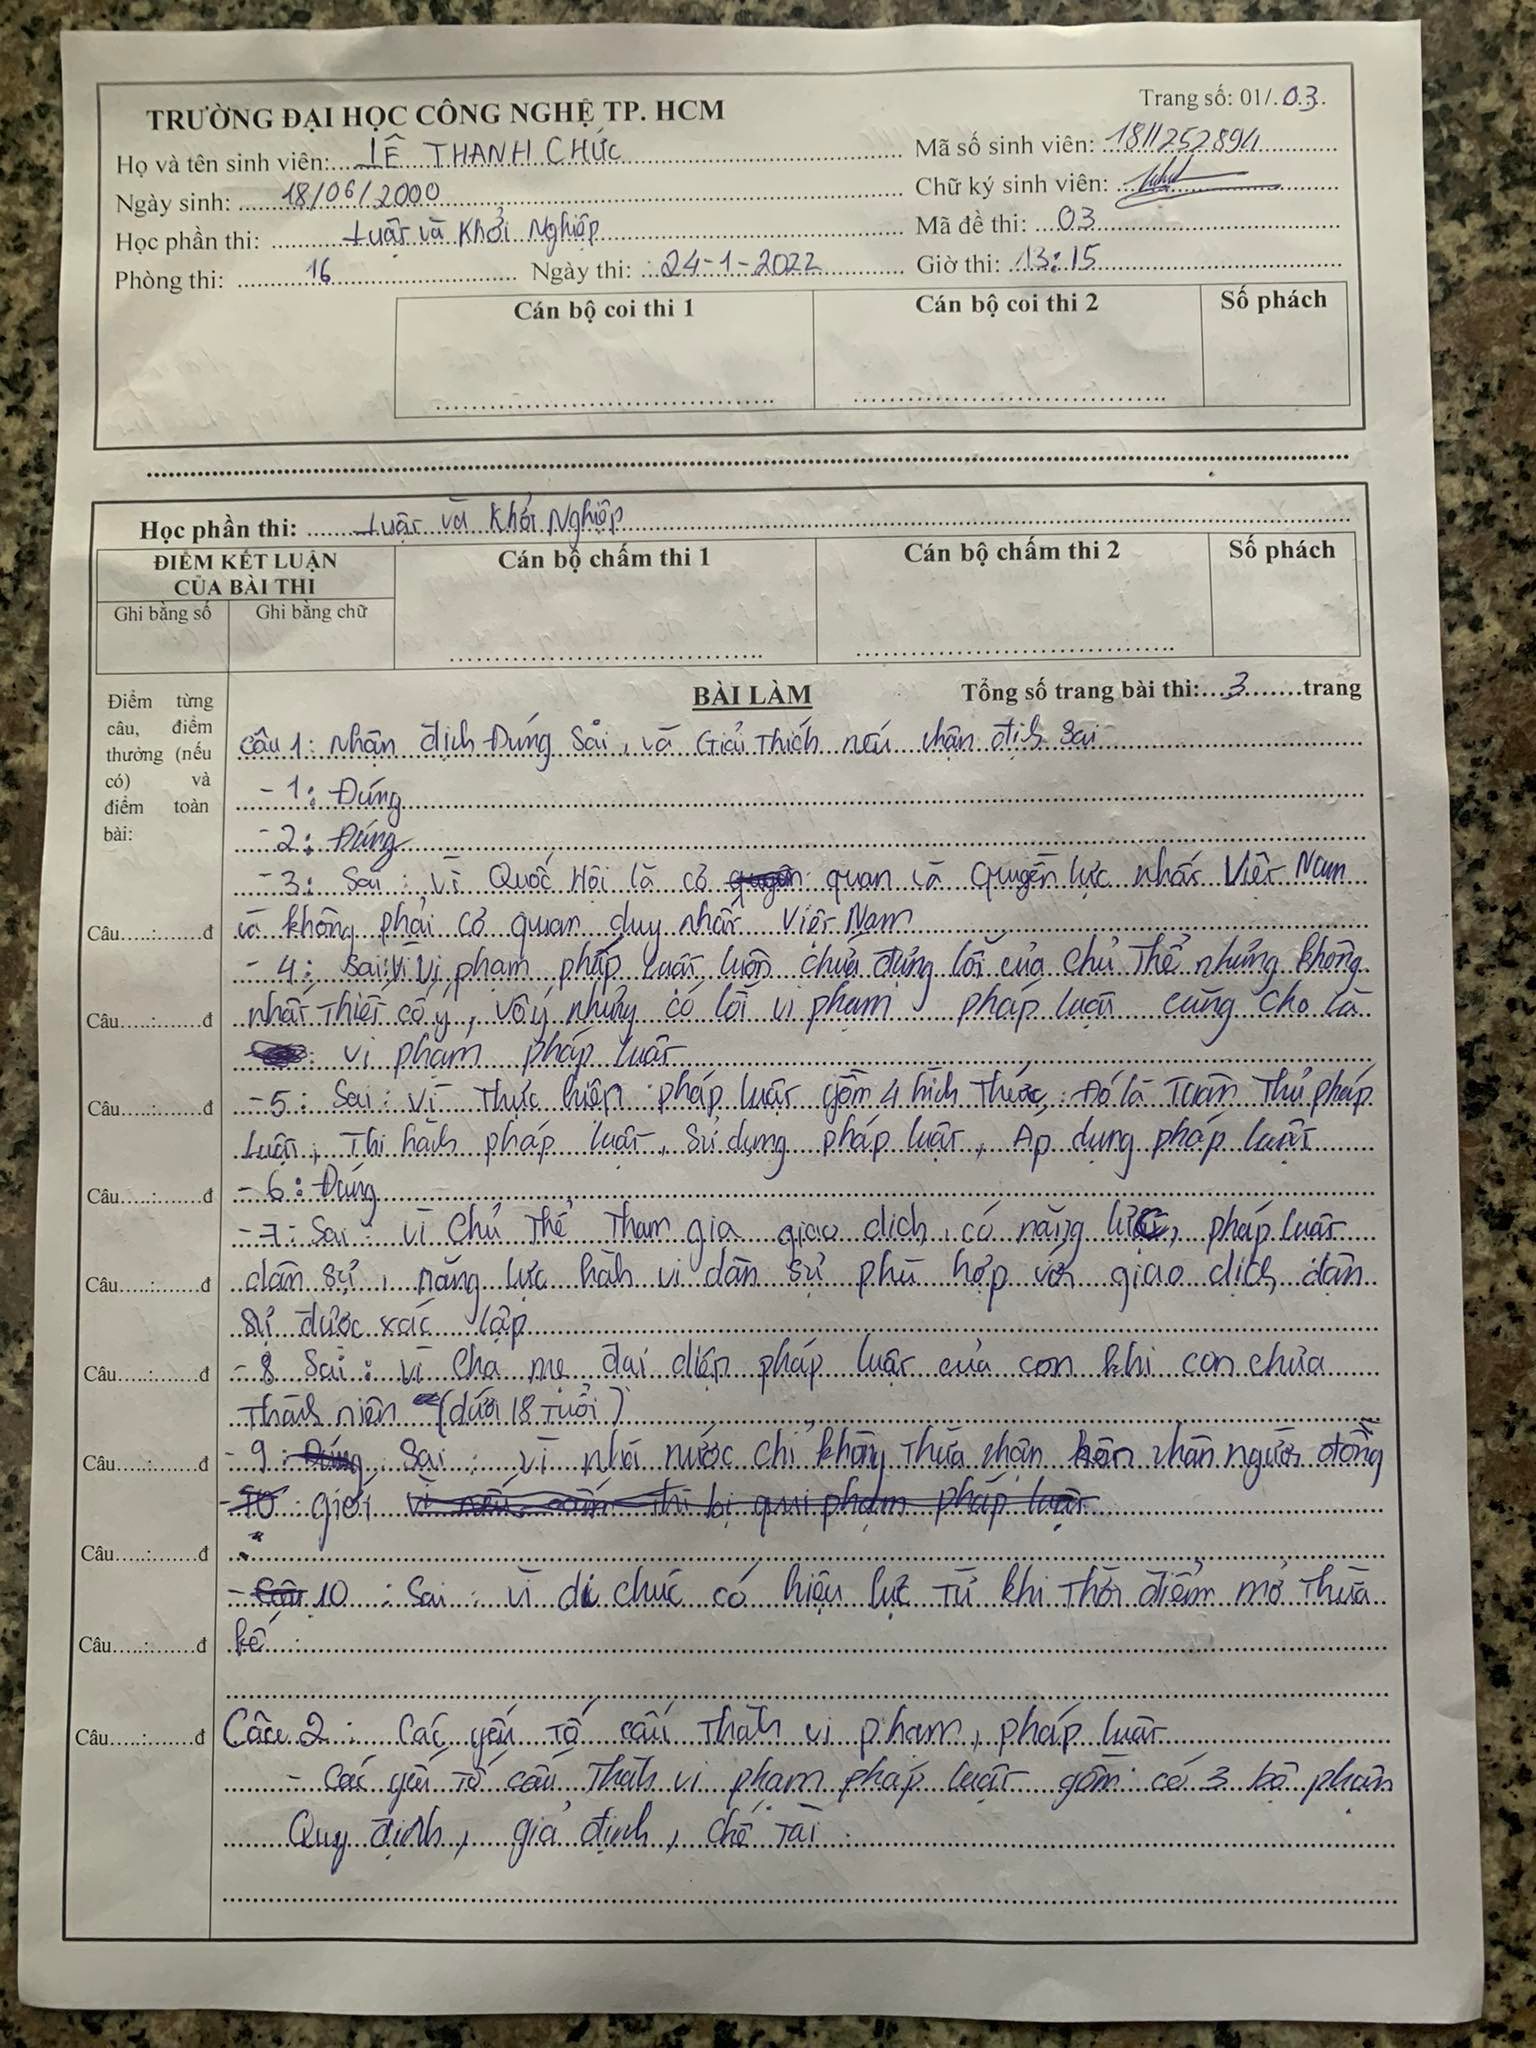 TRƯỜNG ĐẠI HỌC CÔNG NGHỆ TP. HCM
Trang số: 01/.03.
Họ và tên sinh viên: LÊ THANH CHỨC
Mã số sinh viên: 1811252894
Ngày sinh: 18/06/2000
Chữ ký sinh viên:
Học phần thi: Luật và Khởi Nghiệp
Mã đề thi: 03
Phòng thi: 16 Ngày thi: 24-1-2022 Giờ thi: 13:15
Cán bộ coi thi 1 Cán bộ coi thi 2 Số phách
Học phần thi: Luật và Khởi Nghiệp
ĐIỂM KẾT LUẬN CỦA BÀI THI
Cán bộ chấm thi 1 Cán bộ chấm thi 2 Số phách
Ghi bằng số Ghi bằng chữ
BÀI LÀM Tổng số trang bài thi: 3 trang
Điểm từng câu, điểm thưởng (nếu có) và điểm toàn bài:
Câu 1: Nhận định Đúng Sai, và Giải Thích nếu nhận định sai
- 1: Đúng
- 2: Đúng
- 3: Sai: vì Quốc Hội là cơ quan là Quyền lực nhất Việt Nam
và không phải cơ quan duy nhất Việt Nam
Câu.....:.......đ
- 4: Sai: vì vi phạm pháp luật luôn chứa đựng lỗi của chủ thể nhưng không
nhất thiết cố ý, vô ý nhưng có lỗi vi phạm pháp luật cũng cho là
Câu.....:.......đ
vi phạm pháp luật
- 5: Sai: vì Thực hiện pháp luật gồm 4 hình thức, Đó là Tuân Thủ pháp
Câu.....:.......đ
Luật, Thi hành pháp luật, Sử dụng pháp luật, Áp dụng pháp luật
- 6: Đúng
Câu.....:.......đ
- 7: Sai: vì Chủ Thể Tham gia giao dịch có năng lực pháp luật
dân sự, năng lực hành vi dân sự phù hợp với giao dịch dân
Câu.....:.......đ
sự được xác lập
- 8 Sai: vì cha mẹ đại diện pháp luật của con khi con chưa
Câu.....:.......đ
Thành niên (dưới 18 tuổi)
- 9: Sai: vì nhà nước chỉ không thừa nhận hôn nhân người đồng
Câu.....:.......đ
giới
Câu.....:.......đ
- 10: Sai: vì di chúc có hiệu lực từ khi thời điểm mở thừa
kế
Câu.....:.......đ
Câu 2: Các yếu tố cấu thành vi phạm pháp luật
Câu.....:.......đ
- Các yếu tố cấu thành vi phạm pháp luật gồm có 3 bộ phận
Quy định, giả định, chế tài